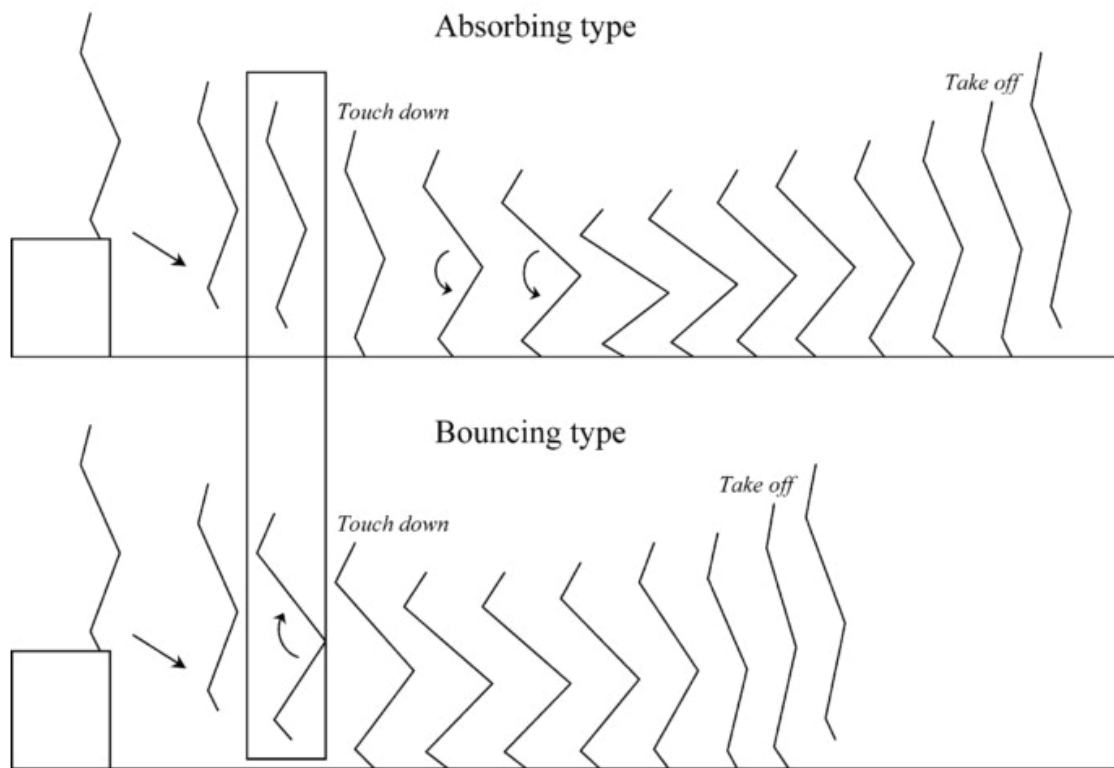 Absorbing type
Touch down
Take off
Bouncing type
Touch down
Take off